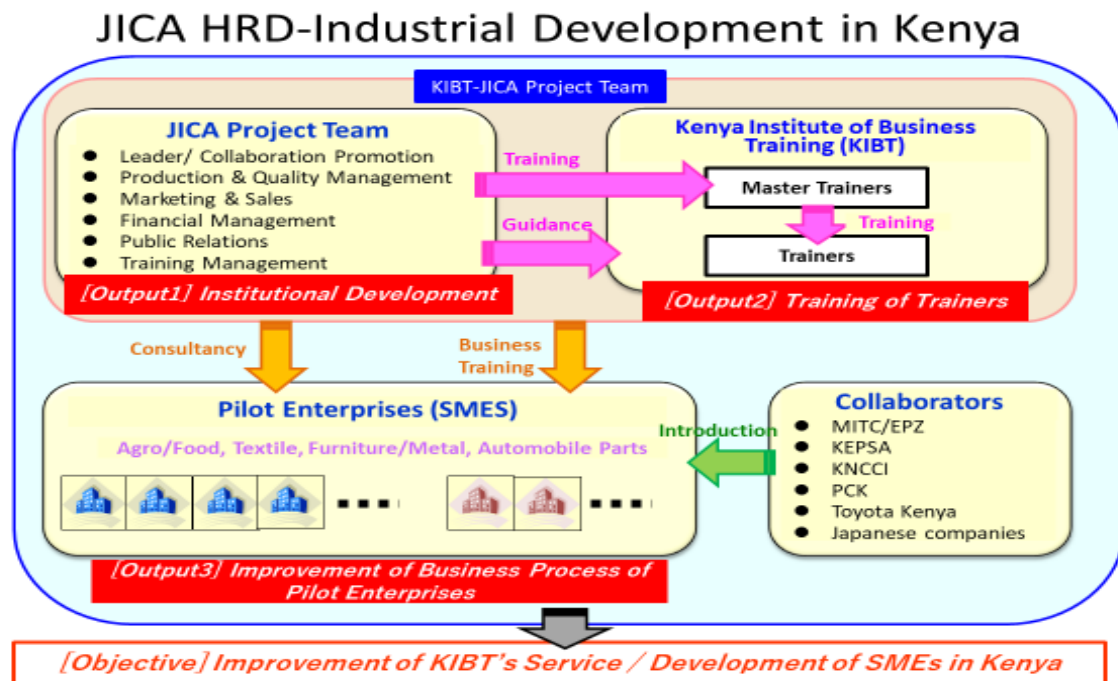 JICA HRD-Industrial Development in Kenya
KIBT-JICA Project Team
JICA Project Team
● Leader/ Collaboration Promotion
● Production & Quality Management
● Marketing & Sales
● Financial Management
● Public Relations
● Training Management
[Output1] Institutional Development
Training
Guidance
Kenya Institute of Business
Training (KIBT)
Master Trainers
Training
Trainers
[Output2] Training of Trainers
Consultancy
Business
Training
Pilot Enterprises (SMES)
Agro/Food, Textile, Furniture/Metal, Automobile Parts
[Output3] Improvement of Business Process of
Pilot Enterprises
Introduction
Collaborators
● MITC/EPZ
● KEPSA
● KNCCI
● PCK
● Toyota Kenya
● Japanese companies
[Objective] Improvement of KIBT's Service / Development of SMEs in Kenya